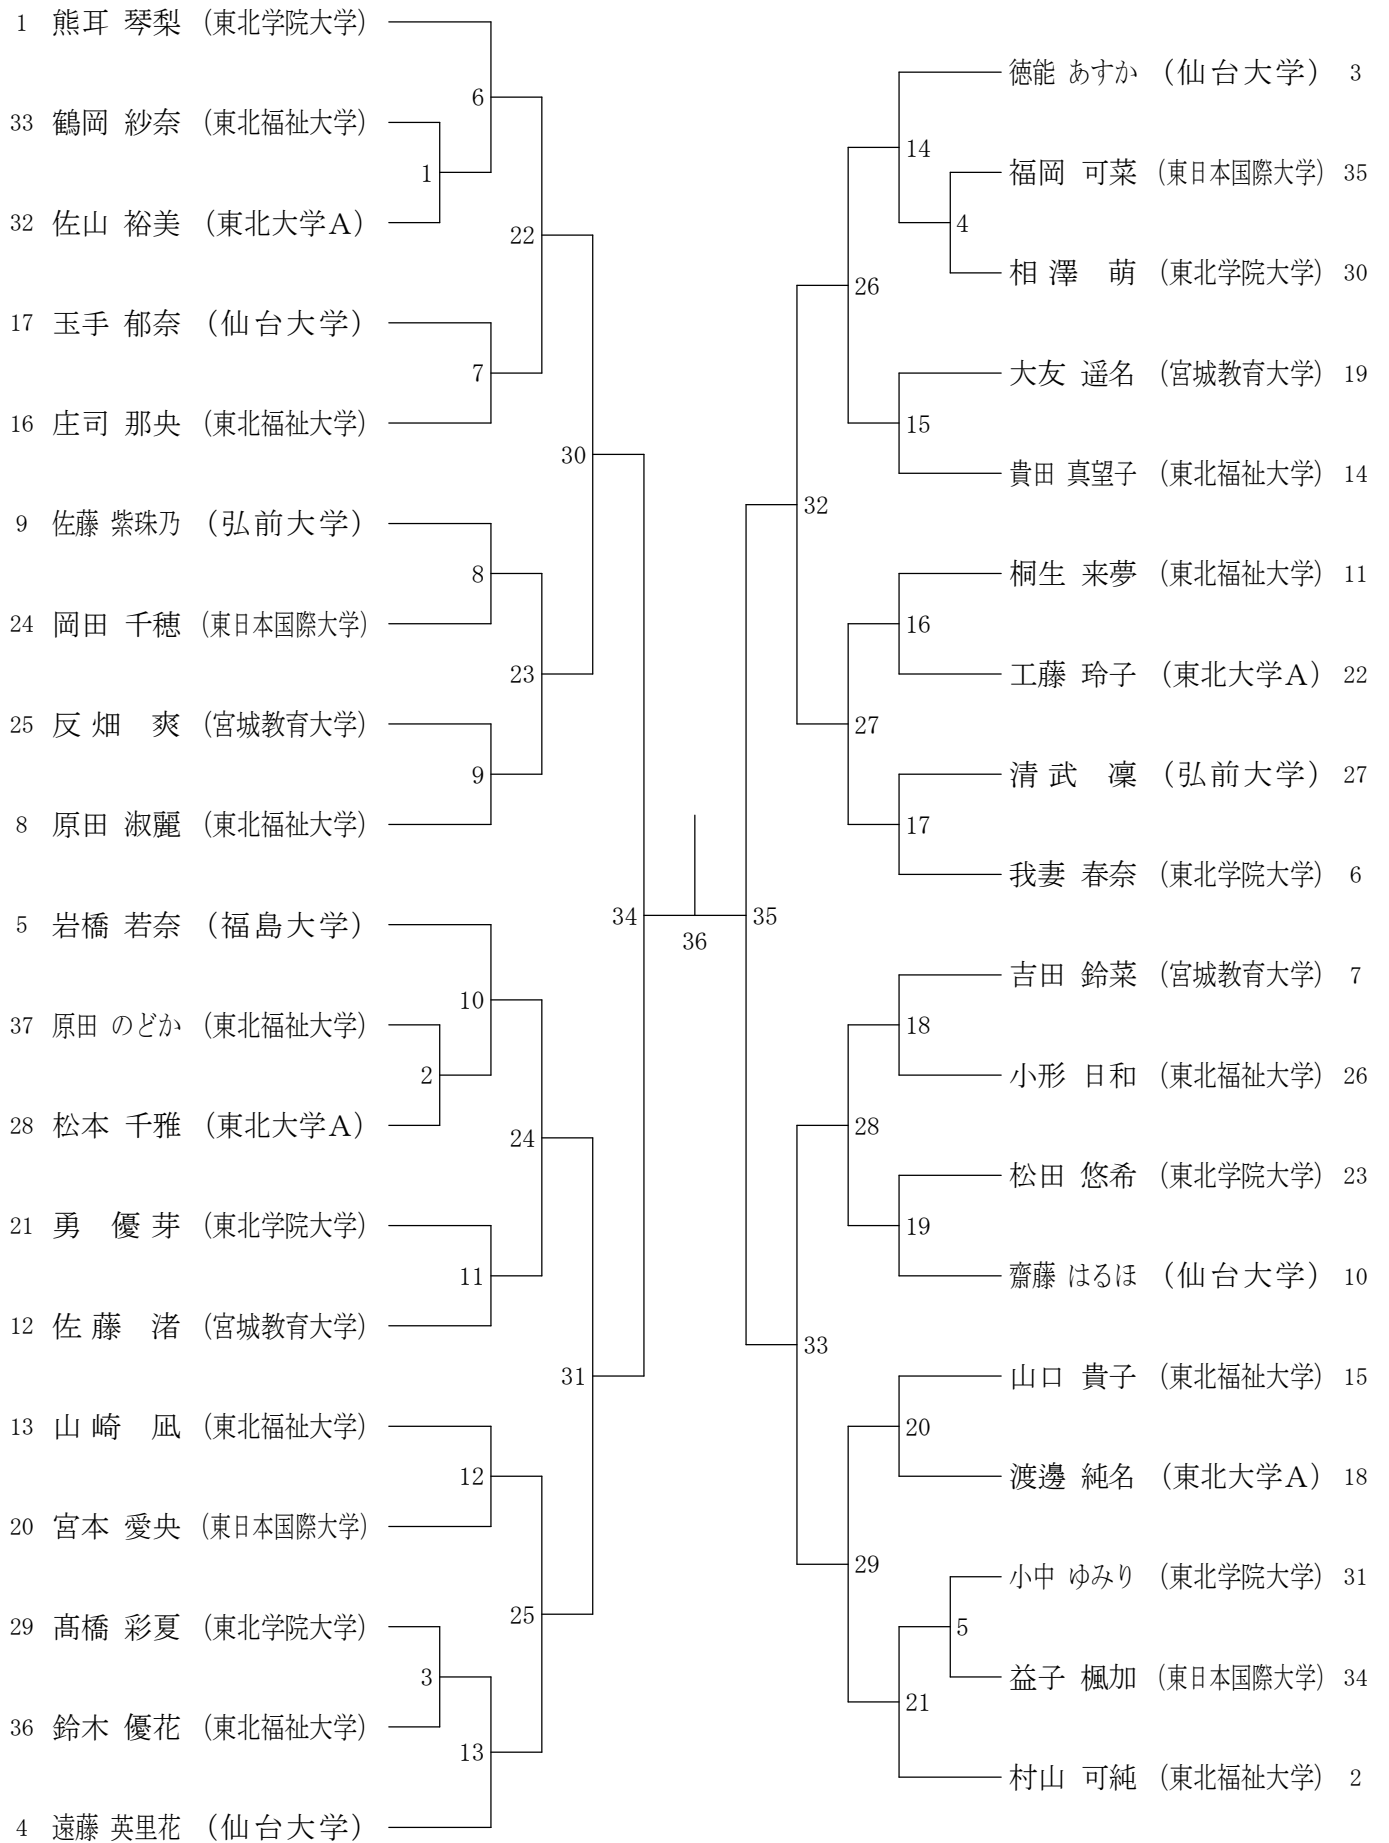 1 熊耳 琴梨 (東北学院大学)
33 鶴岡 紗奈 (東北福祉大学)
32 佐山 裕美 (東北大学A)
17 玉手 郁奈 (仙台大学)
16 庄司 那央 (東北福祉大学)
9 佐藤 紫珠乃 (弘前大学)
24 岡田 千穂 (東日本国際大学)
25 反畑 爽 (宮城教育大学)
8 原田 淑麗 (東北福祉大学)
5 岩橋 若奈 (福島大学)
37 原田 のどか (東北福祉大学)
28 松本 千雅 (東北大学A)
21 勇 優芽 (東北学院大学)
12 佐藤 渚 (宮城教育大学)
13 山崎 凪 (東北福祉大学)
20 宮本 愛央 (東日本国際大学)
29 髙橋 彩夏 (東北学院大学)
36 鈴木 優花 (東北福祉大学)
4 遠藤 英里花 (仙台大学)
6
1
22
7
30
8
23
9
34
10
2
24
11
31
12
25
3
13
36
14
4
26
15
32
16
27
17
35
18
28
19
33
20
29
5
21
徳能 あすか (仙台大学) 3
福岡 可菜 (東日本国際大学) 35
相澤 萌 (東北学院大学) 30
大友 遥名 (宮城教育大学) 19
貴田 真望子 (東北福祉大学) 14
桐生 来夢 (東北福祉大学) 11
工藤 玲子 (東北大学A) 22
清武 凜 (弘前大学) 27
我妻 春奈 (東北学院大学) 6
吉田 鈴菜 (宮城教育大学) 7
小形 日和 (東北福祉大学) 26
松田 悠希 (東北学院大学) 23
齋藤 はるほ (仙台大学) 10
山口 貴子 (東北福祉大学) 15
渡邊 純名 (東北大学A) 18
小中 ゆみり (東北学院大学) 31
益子 楓加 (東日本国際大学) 34
村山 可純 (東北福祉大学) 2